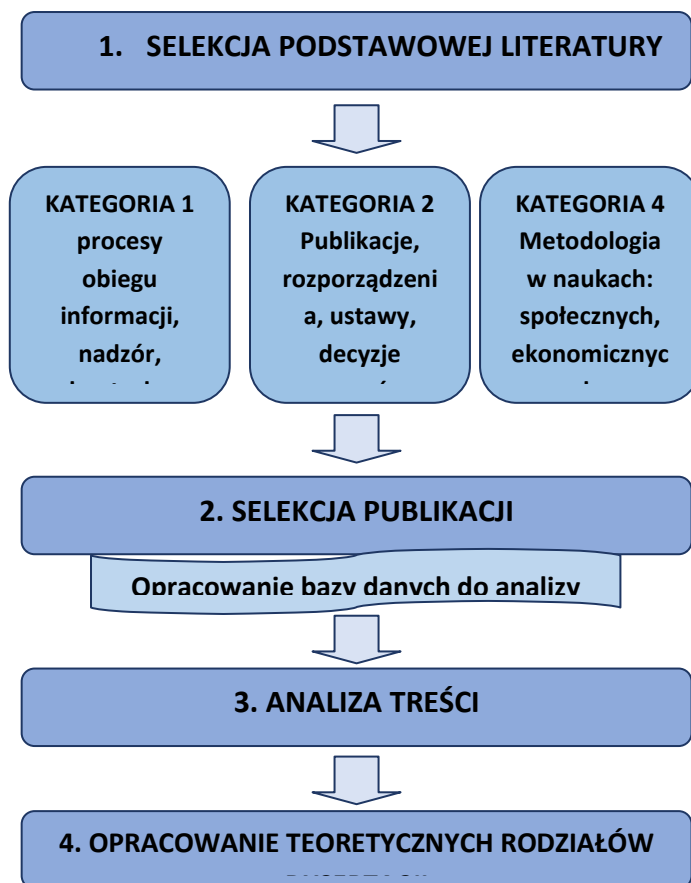 1. SELEKCJA PODSTAWOWEJ LITERATURY
KATEGORIA 1
procesy
obiegu
informacji,
nadzór,
KATEGORIA 2
Publikacje,
rozporządzeni
a, ustawy,
decyzje
KATEGORIA 4
Metodologia
w naukach:
społecznych,
ekonomicznyc
2. SELEKCJA PUBLIKACJI
Opracowanie bazy danych do analizy
3. ANALIZA TREŚCI
4. OPRACOWANIE TEORETYCZNYCH RODZIAŁÓW